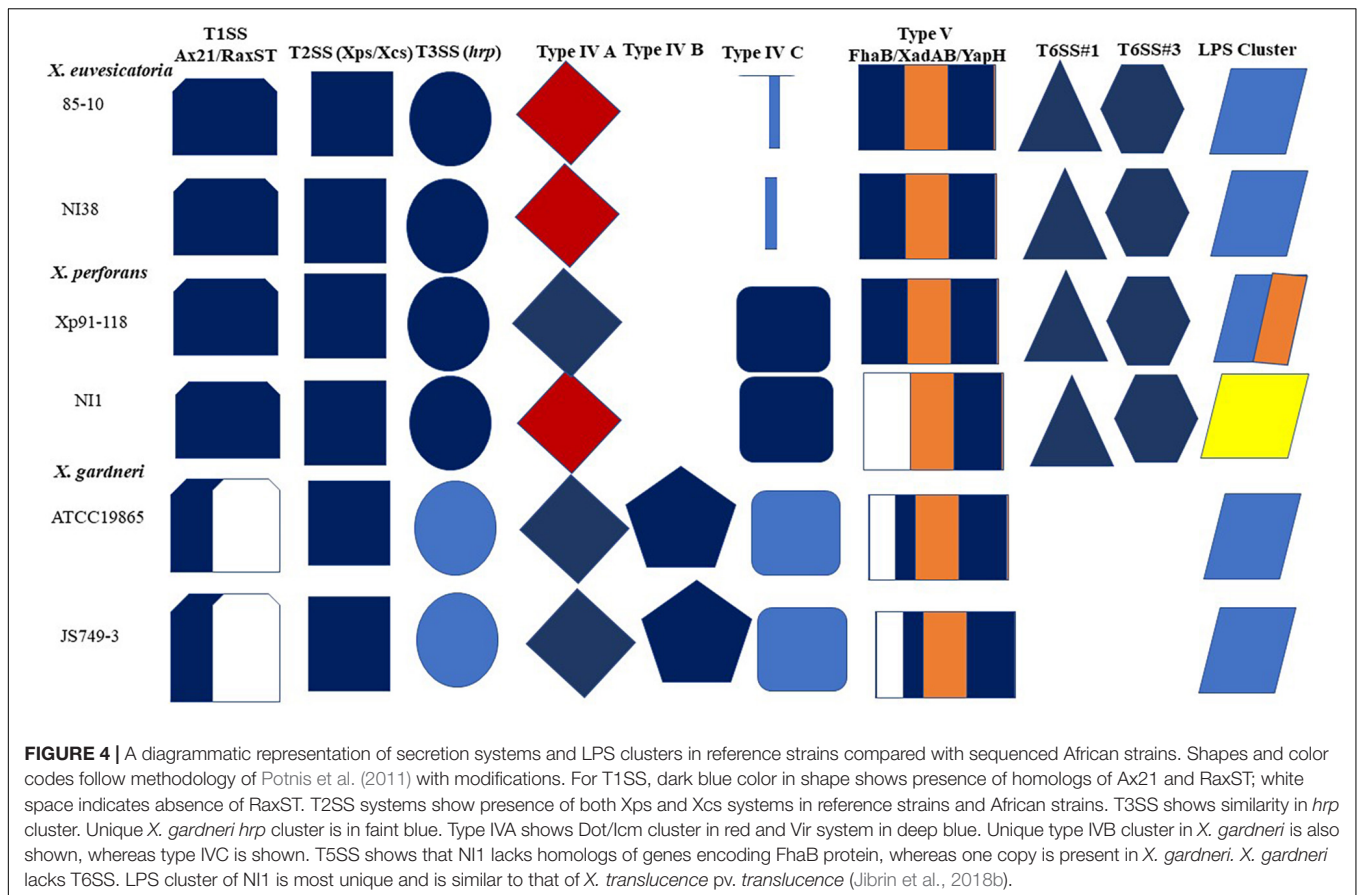 T1SS
Ax21/RaxST T2SS (Xps/Xcs) T3SS (hrp) Type IV A Type IV B Type IV C Type V
FhaB/XadAB/YapH T6SS#1 T6SS#3 LPS Cluster
X. euvesicatoria
85-10
NI38
X. perforans
Xp91-118
NI1
X. gardneri
ATCC19865
JS749-3
FIGURE 4 | A diagrammatic representation of secretion systems and LPS clusters in reference strains compared with sequenced African strains. Shapes and color
codes follow methodology of Potnis et al. (2011) with modifications. For T1SS, dark blue color in shape shows presence of homologs of Ax21 and RaxST; white
space indicates absence of RaxST. T2SS systems show presence of both Xps and Xcs systems in reference strains and African strains. T3SS shows similarity in hrp
cluster. Unique X. gardneri hrp cluster is in faint blue. Type IVA shows Dot/Icm cluster in red and Vir system in deep blue. Unique type IVB cluster in X. gardneri is also
shown, whereas type IVC is shown. T5SS shows that NI1 lacks homologs of genes encoding FhaB protein, whereas one copy is present in X. gardneri. X. gardneri
lacks T6SS. LPS cluster of NI1 is most unique and is similar to that of X. translucence pv. translucence (Jibrin et al., 2018b).